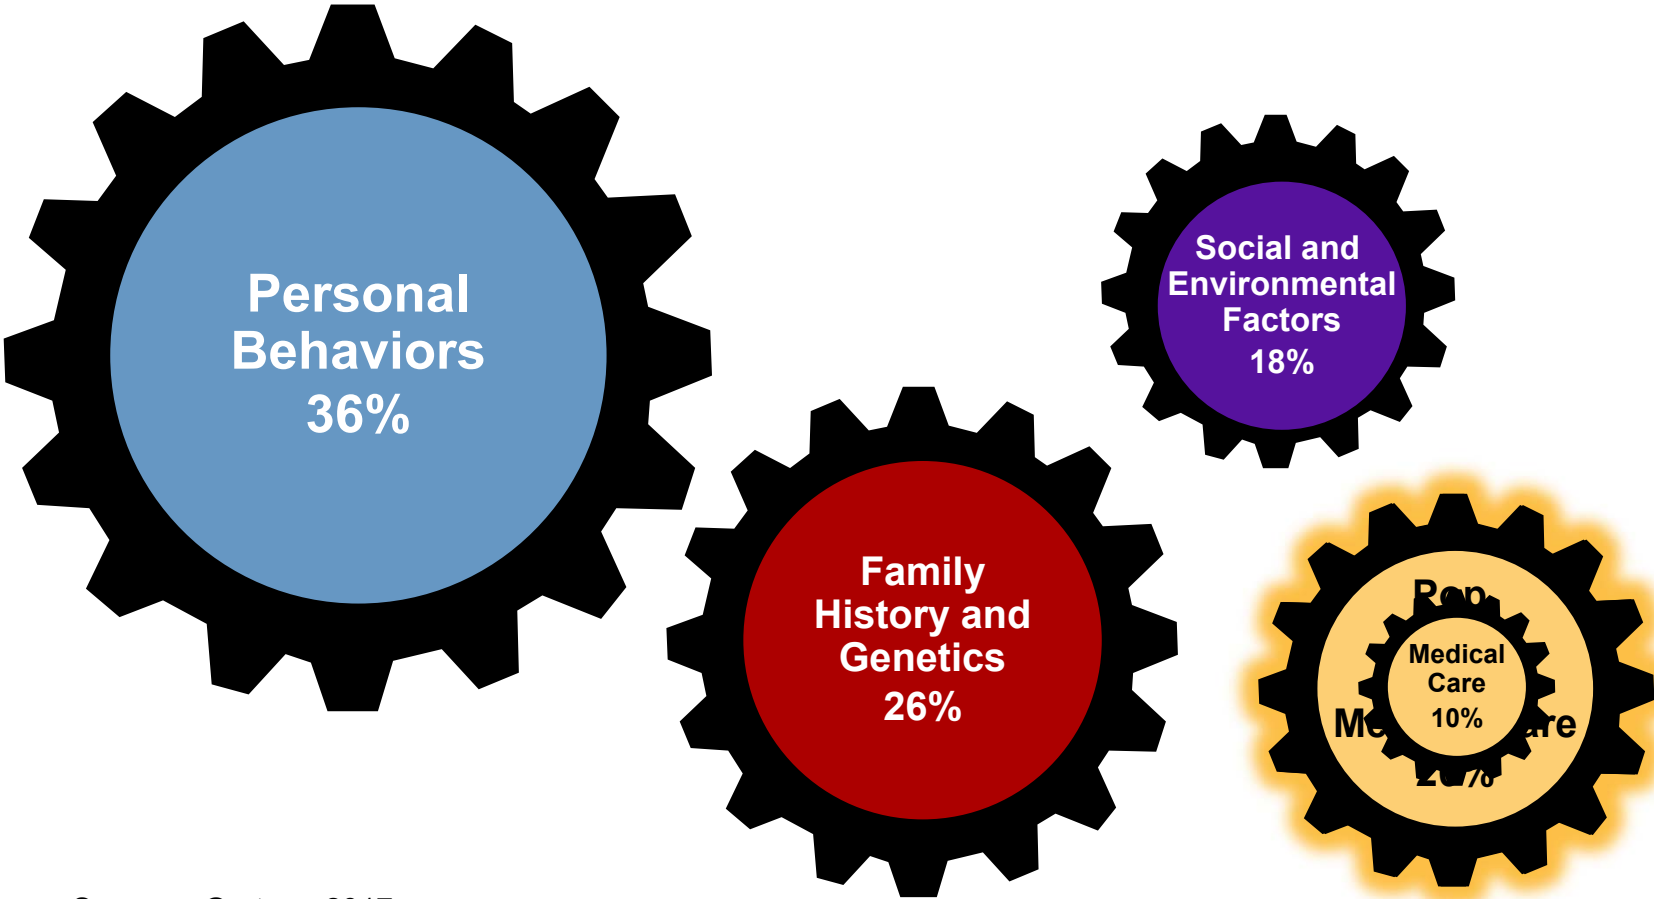 Personal
Behaviors
36%
Social and
Environmental
Factors
18%
Family
History and
Genetics
26%
Medical
Care
10%